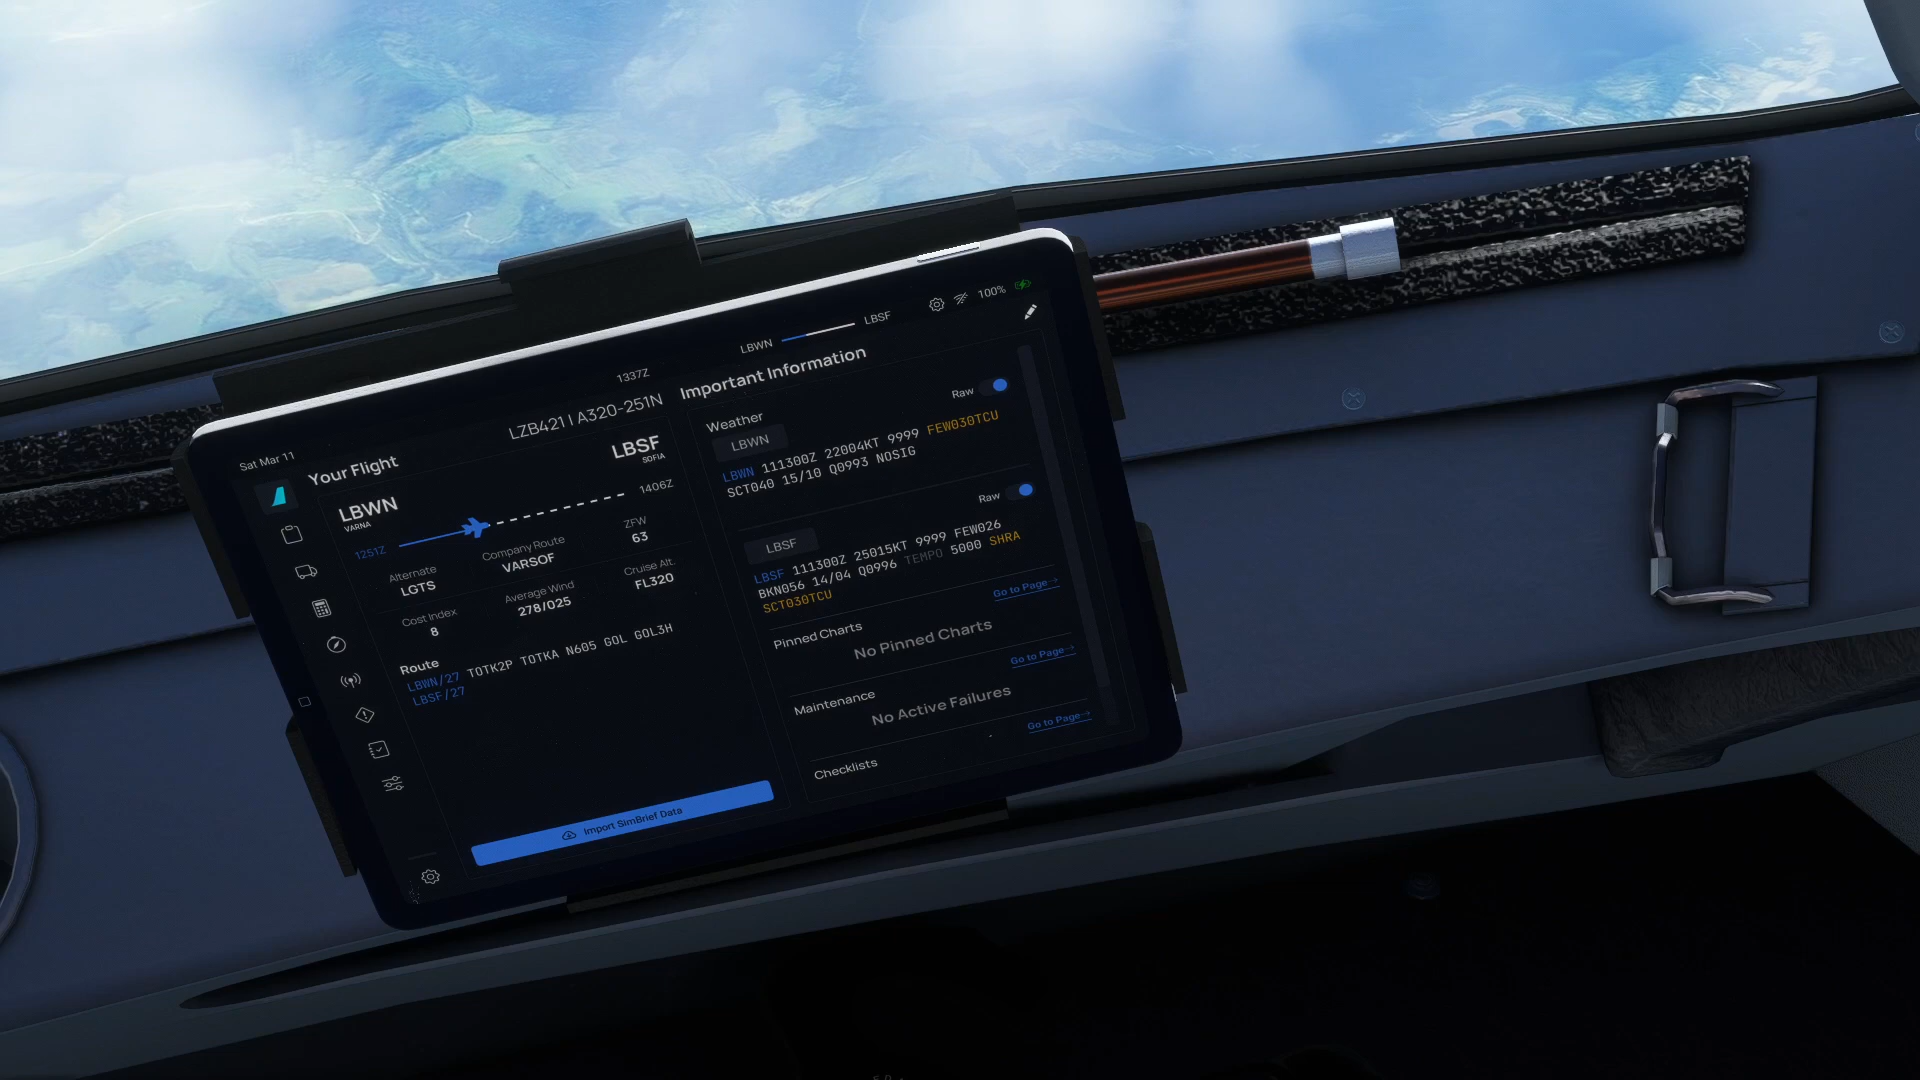 Sat Mar 11
1337Z
LBWN LBSF
100%
Your Flight
LZB421 | A320-251N
LBWN
VARNA
LBSF
SOFIA
1251Z
1406Z
Alternate
LGTS
Company Route
VARSOF
ZFW
63
Cost Index
8
Average Wind
278/025
Cruise Alt.
FL320
Route
LBWN/27 TOTK2P TOTKA N605 GOL GOL3H
LBSF/27
Import SimBrief Data
Important Information
Weather
Raw
LBWN
LBWN 111300Z 22004KT 9999 FEW030TCU
SCT040 15/10 Q0993 NOSIG
Raw
LBSF
LBSF 111300Z 25015KT 9999 FEW026
BKN056 14/04 Q0996 TEMPO 5000 SHRA
SCT030TCU
Pinned Charts
Go to Page
No Pinned Charts
Maintenance
Go to Page
No Active Failures
Checklists
Go to Page